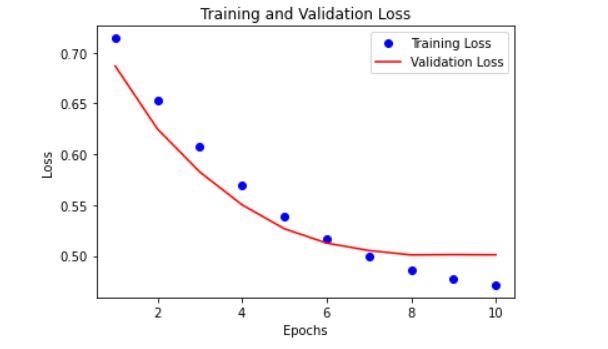 Training and Validation Loss
Training Loss
Validation Loss
0.70
0.65
0.60
0.55
0.50
Loss
2
4
6
8
10
Epochs